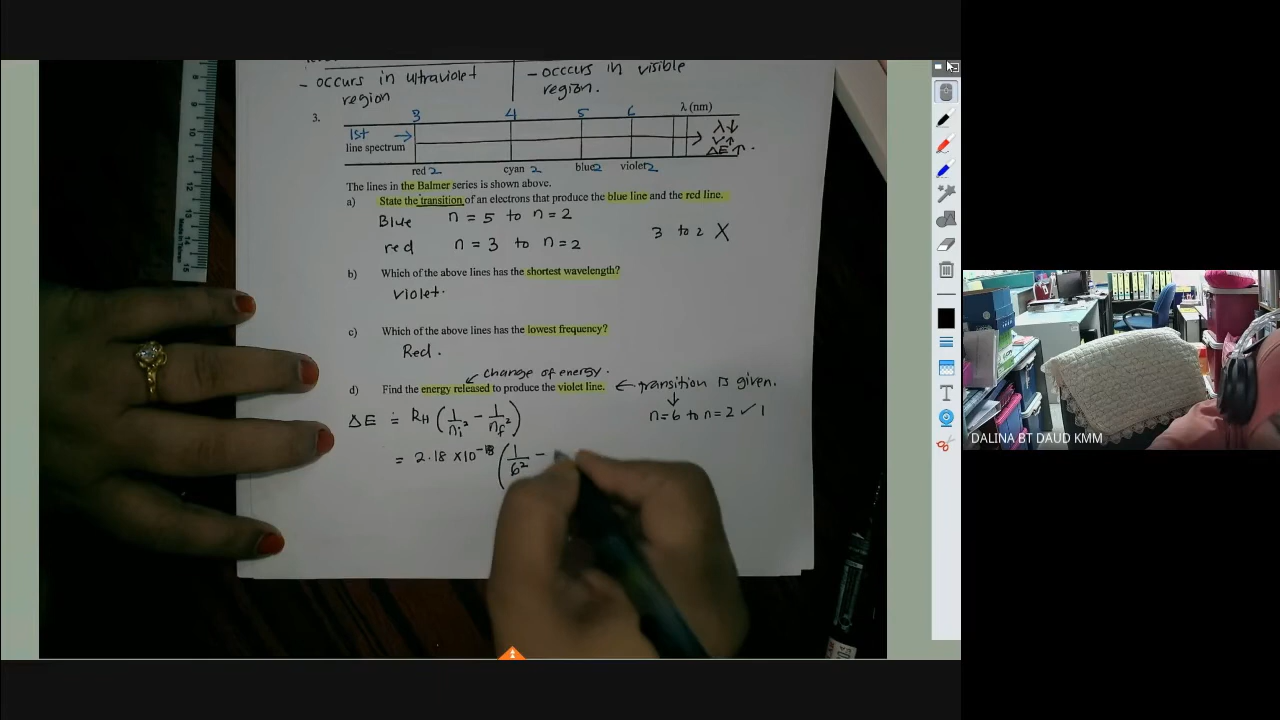 - occurs in ultraviolet
region
- occcurs in visible
region.
3.
3 4 5 6 λ (nm)
1st
line spectrum
λ↓
ν↑
ΔE↑.
red 2 cyan 2 blue 2 violet 2
The lines in the Balmer series is shown above.
a) State the transition of an electrons that produce the blue line and the red line.
Blue n = 5 to n = 2
red n = 3 to n = 2
3 to 2 X
b) Which of the above lines has the shortest wavelength?
violet.
c) Which of the above lines has the lowest frequency?
Red.
change of energy.
d) Find the energy released to produce the violet line. ← transition is given.
n=6 to n=2 ✓ 1
ΔE = RH (1/ni² − 1/nf²)
= 2.18 x 10⁻¹⁸ (1/6² −
DALINA BT DAUD KMM